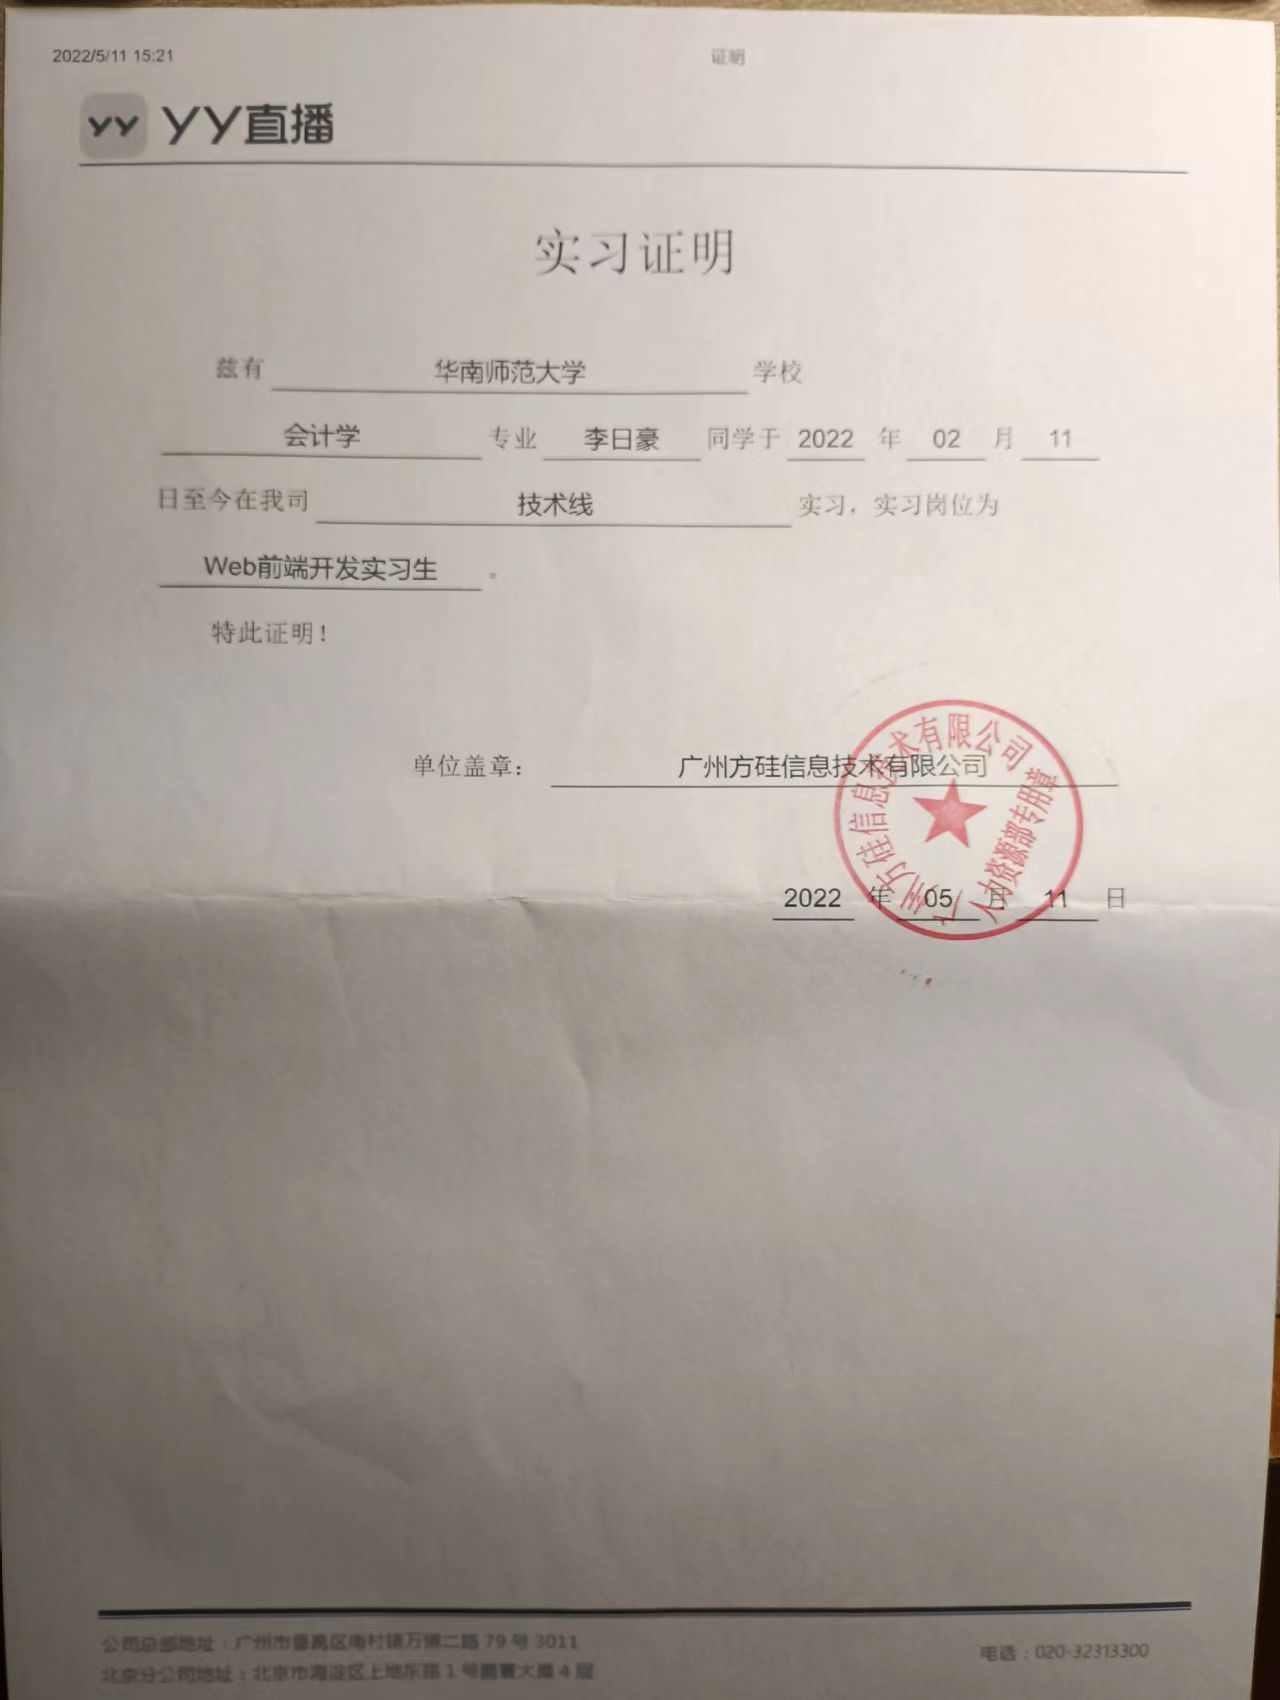 2022/5/11 15:21 证明
YY YY直播
实习证明
兹有 华南师范大学 学校
会计学 专业 李日豪 同学于 2022 年 02 月 11
日至今在我司 技术线 实习，实习岗位为
Web前端开发实习生 。
特此证明！
单位盖章： 广州方硅信息技术有限公司
广州方硅信息技术有限公司
人力资源部专用章
2022 年 05 月 11 日
公司总部地址：广州市番禺区南村镇万博二路 79 号 3011
电话：020-32313300
北京分公司地址：北京市海淀区上地东路 1 号 大厦 4 层